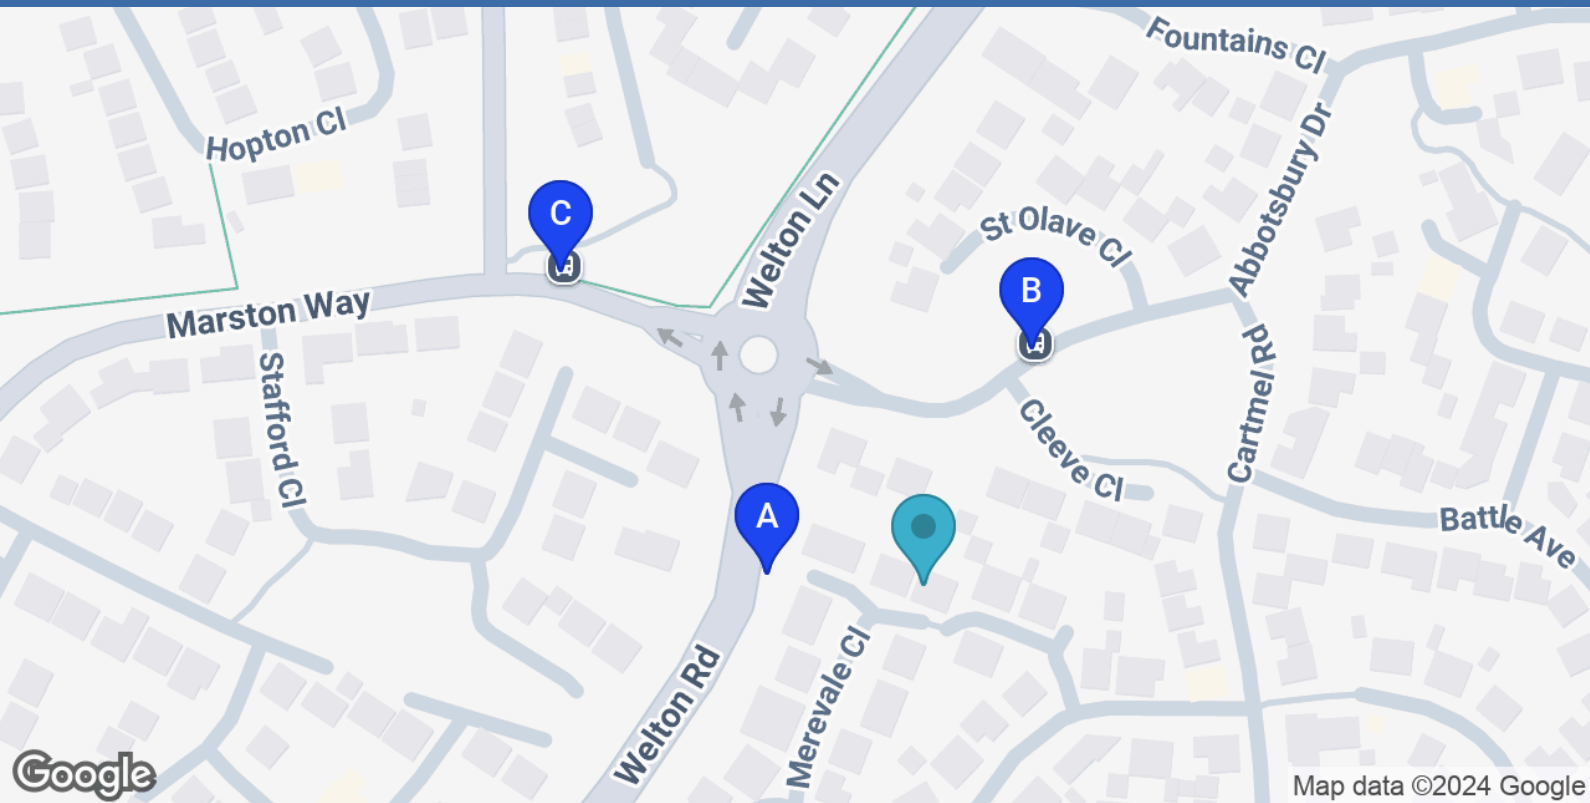 Fountains Cl
Hopton Cl
Abbotsbury Dr
C
Welton Ln
St Olave Cl
B
Marston Way
Stafford Cl
Cartmel Rd
Cleeve Cl
A
Battle Ave
Merevale Cl
Welton Rd
Google
Map data ©2024 Google